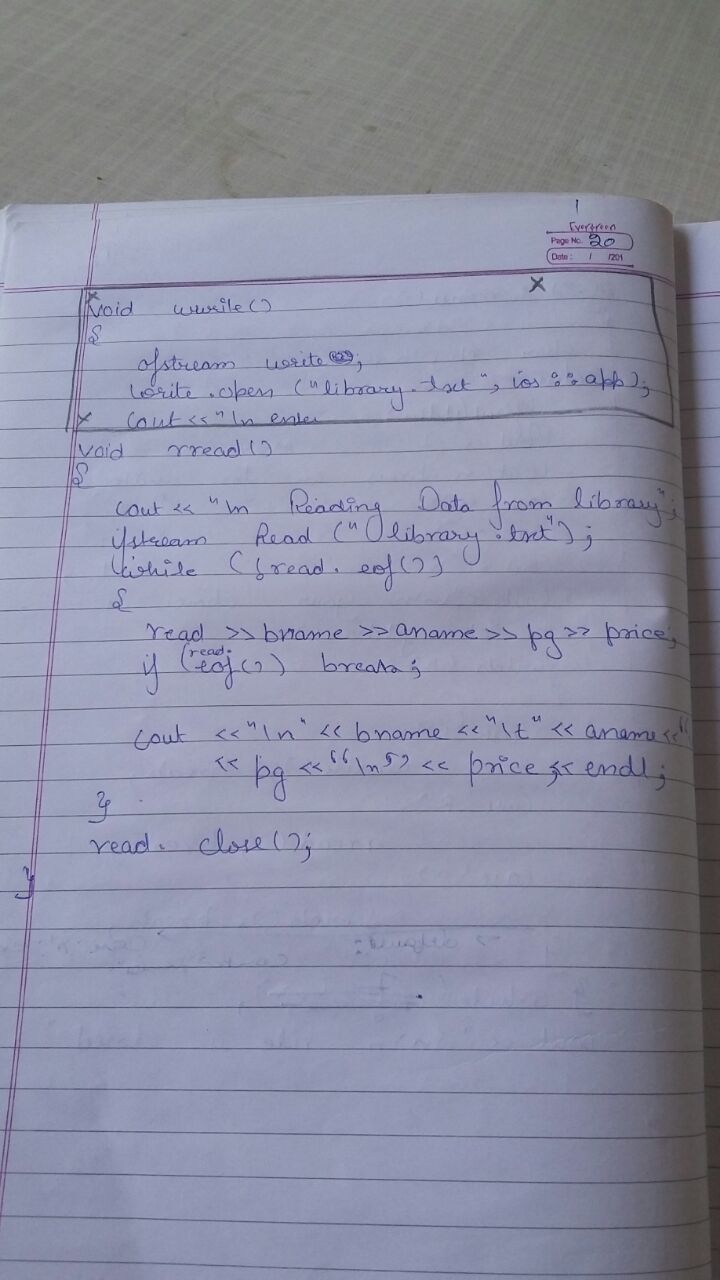 Evergreen
Page No. 20
Date : / /201
void wwrite()
{
ofstream write ;
write .open ("library.txt", ios::app);
cout <<"\n enter
void rread()
{
cout << "\n Reading Data from library";
ifstream Read ("library.txt");
while (!read. eof())
{
read >> bname >> aname >> pg >> price;
if (read. eof()) break;
cout <<"\n" << bname <<"\t" << aname <<"
<< pg <<"\n" << price << endl;
}
read. close();
}